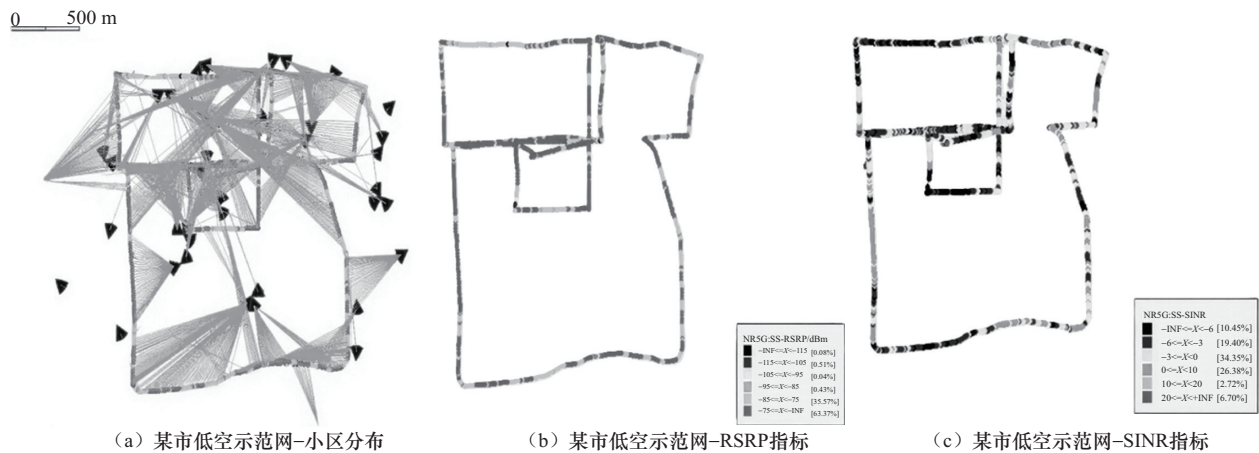 0 500 m
NR5G:SS-RSRP/dBm
−INF<=X<−115 [0.08%]
−115<=X<−105 [0.51%]
−105<=X<−95 [0.04%]
−95<=X<−85 [0.43%]
−85<=X<−75 [35.57%]
−75<=X<−INF [63.37%]
NR5G:SS-SINR
−INF<=X<−6 [10.45%]
−6<=X<−3 [19.40%]
−3<=X<0 [34.35%]
0<=X<10 [26.38%]
10<=X<20 [2.72%]
20<=X<+INF [6.70%]
（a）某市低空示范网−小区分布
（b）某市低空示范网−RSRP指标
（c）某市低空示范网−SINR指标